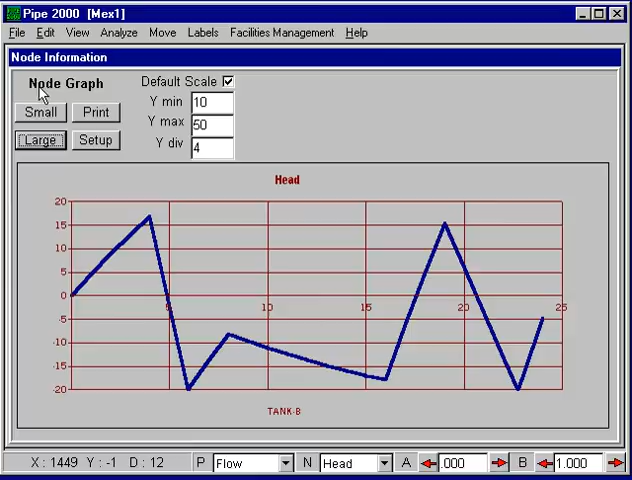 Pipe 2000 [Mex1]
File Edit View Analyze Move Labels Facilities Management Help
Node Information
Node Graph
Default Scale
Small Print
Y min 10
Y max 50
Large Setup
Y div 4
Head
20
15
10
5
0
-5
-10
-15
-20
5 10 15 20 25
TANK-B
X : 1449 Y : -1 D : 12 P Flow N Head A .000 B 1.000